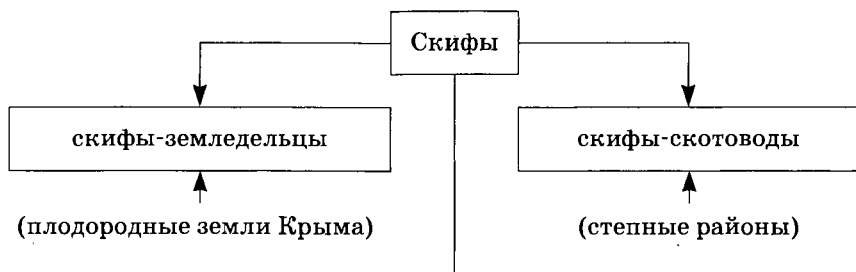 Скифы
скифы-земледельцы
скифы-скотоводы
(плодородные земли Крыма)
(степные районы)